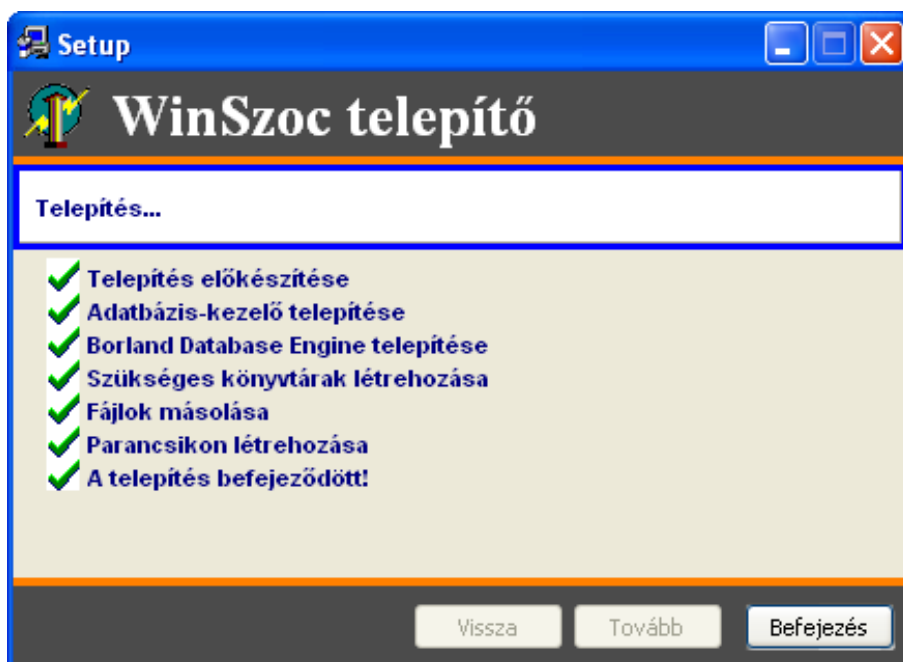 Setup
WinSzoc telepítő
Telepítés...
Telepítés előkészítése
Adatbázis-kezelő telepítése
Borland Database Engine telepítése
Szükséges könyvtárak létrehozása
Fájlok másolása
Parancsikon létrehozása
A telepítés befejeződött!
Vissza Tovább Befejezés